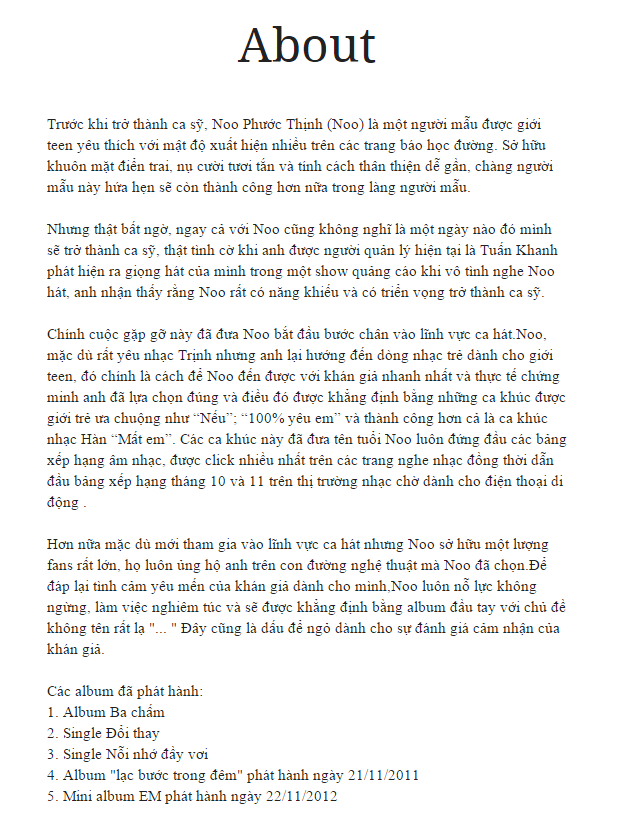 About
Trước khi trở thành ca sỹ, Noo Phước Thịnh (Noo) là một người mẫu được giới
teen yêu thích với mật độ xuất hiện nhiều trên các trang báo học đường. Sở hữu
khuôn mặt điển trai, nụ cười tươi tắn và tính cách thân thiện dễ gần, chàng người
mẫu này hứa hẹn sẽ còn thành công hơn nữa trong làng người mẫu.
Nhưng thật bất ngờ, ngay cả với Noo cũng không nghĩ là một ngày nào đó mình
sẽ trở thành ca sỹ, thật tình cờ khi anh được người quản lý hiện tại là Tuấn Khanh
phát hiện ra giọng hát của mình trong một show quảng cáo khi vô tình nghe Noo
hát, anh nhận thấy rằng Noo rất có năng khiếu và có triển vọng trở thành ca sỹ.
Chính cuộc gặp gỡ này đã đưa Noo bắt đầu bước chân vào lĩnh vực ca hát.Noo,
mặc dù rất yêu nhạc Trịnh nhưng anh lại hướng đến dòng nhạc trẻ dành cho giới
teen, đó chính là cách để Noo đến được với khán giả nhanh nhất và thực tế chứng
minh anh đã lựa chọn đúng và điều đó được khẳng định bằng những ca khúc được
giới trẻ ưa chuộng như “Nếu”; “100% yêu em” và thành công hơn cả là ca khúc
nhạc Hàn “Mất em”. Các ca khúc này đã đưa tên tuổi Noo luôn đứng đầu các bảng
xếp hạng âm nhạc, được click nhiều nhất trên các trang nghe nhạc đồng thời dẫn
đầu bảng xếp hạng tháng 10 và 11 trên thị trường nhạc chờ dành cho điện thoại di
động .
Hơn nữa mặc dù mới tham gia vào lĩnh vực ca hát nhưng Noo sở hữu một lượng
fans rất lớn, họ luôn ủng hộ anh trên con đường nghệ thuật mà Noo đã chọn.Để
đáp lại tình cảm yêu mến của khán giả dành cho mình,Noo luôn nỗ lực không
ngừng, làm việc nghiêm túc và sẽ được khẳng định bằng album đầu tay với chủ đề
không tên rất lạ "... " Đây cũng là dấu để ngỏ dành cho sự đánh giá cảm nhận của
khán giả.
Các album đã phát hành:
1. Album Ba chấm
2. Single Đổi thay
3. Single Nỗi nhớ đầy vơi
4. Album "lạc bước trong đêm" phát hành ngày 21/11/2011
5. Mini album EM phát hành ngày 22/11/2012